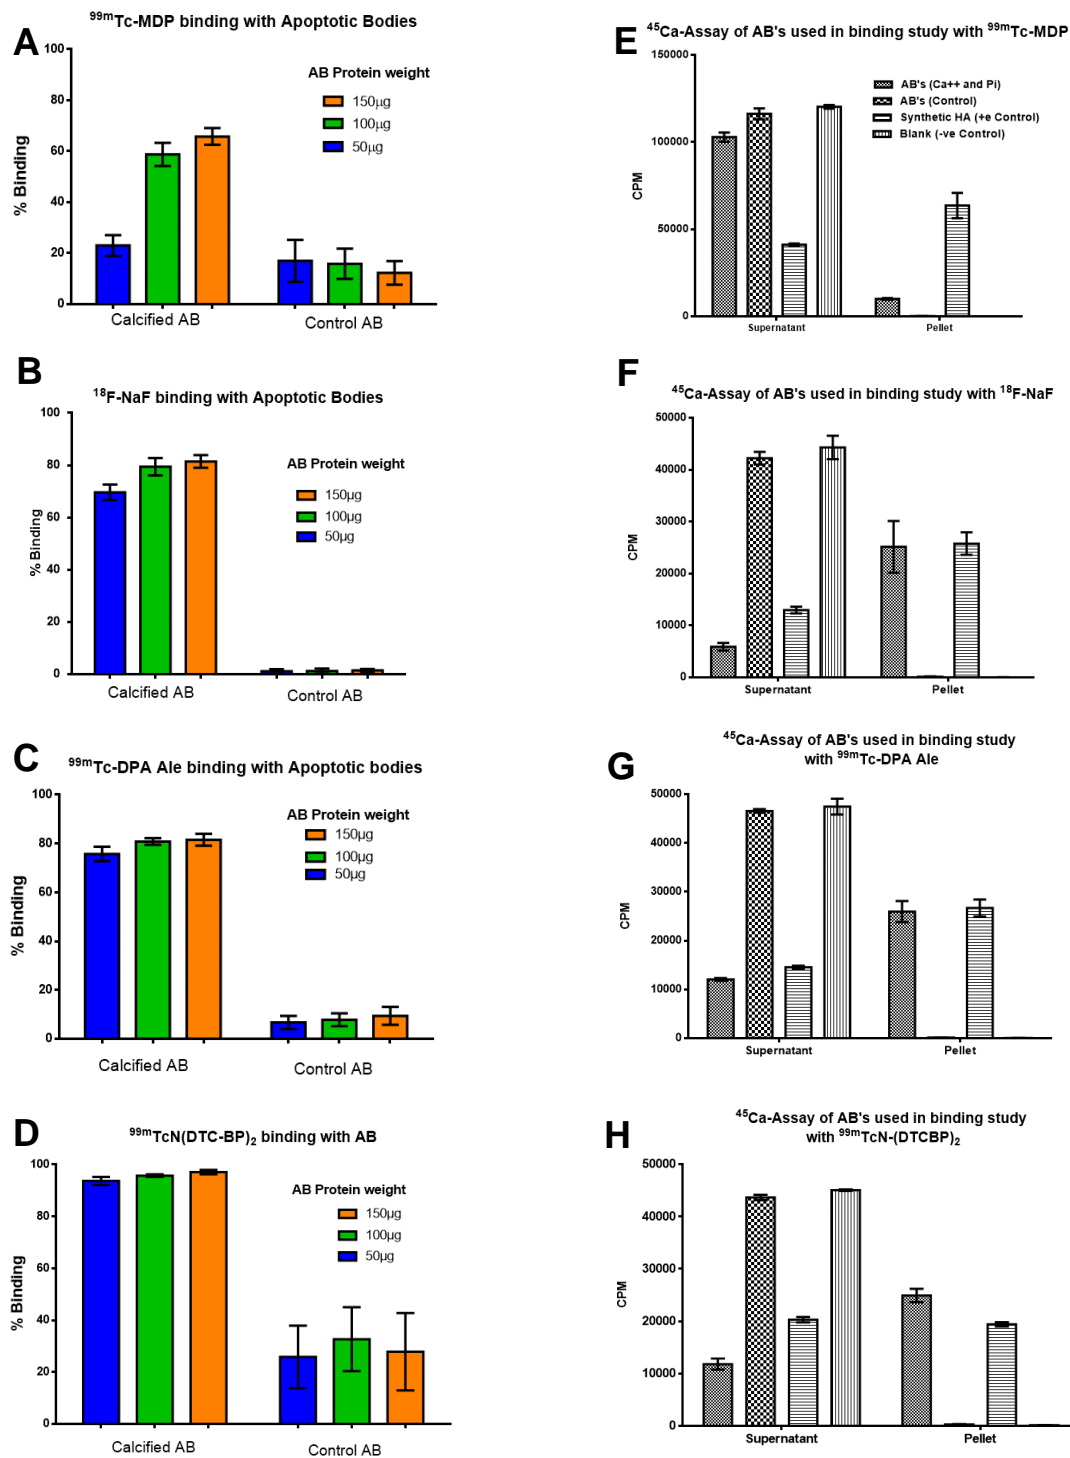 A
99mTc-MDP binding with Apoptotic Bodies
AB Protein weight
150µg
100µg
50µg
% Binding
100
80
60
40
20
0
Calcified AB
Control AB
E
45Ca-Assay of AB's used in binding study with 99mTc-MDP
AB's (Ca++ and Pi)
AB's (Control)
Synthetic HA (+e Control)
Blank (-ve Control)
CPM
150000
100000
50000
0
Supernatant
Pellet
B
18F-NaF binding with Apoptotic Bodies
AB Protein weight
150µg
100µg
50µg
% Binding
100
80
60
40
20
0
Calcified AB
Control AB
F
45Ca-Assay of AB's used in binding study with 18F-NaF
CPM
50000
40000
30000
20000
10000
0
Supernatant
Pellet
C
99mTc-DPA Ale binding with Apoptotic bodies
AB Protein weight
150µg
100µg
50µg
% Binding
100
80
60
40
20
0
Calcified AB
Control AB
G
45Ca-Assay of AB's used in binding study
with 99mTc-DPA Ale
CPM
50000
40000
30000
20000
10000
0
Supernatant
Pellet
D
99mTcN(DTC-BP)2 binding with AB
AB Protein weight
150µg
100µg
50µg
% Binding
100
80
60
40
20
0
Calcified AB
Control AB
H
45Ca-Assay of AB's used in binding study
with 99mTcN-(DTCBP)2
CPM
50000
40000
30000
20000
10000
0
Supernatant
Pellet